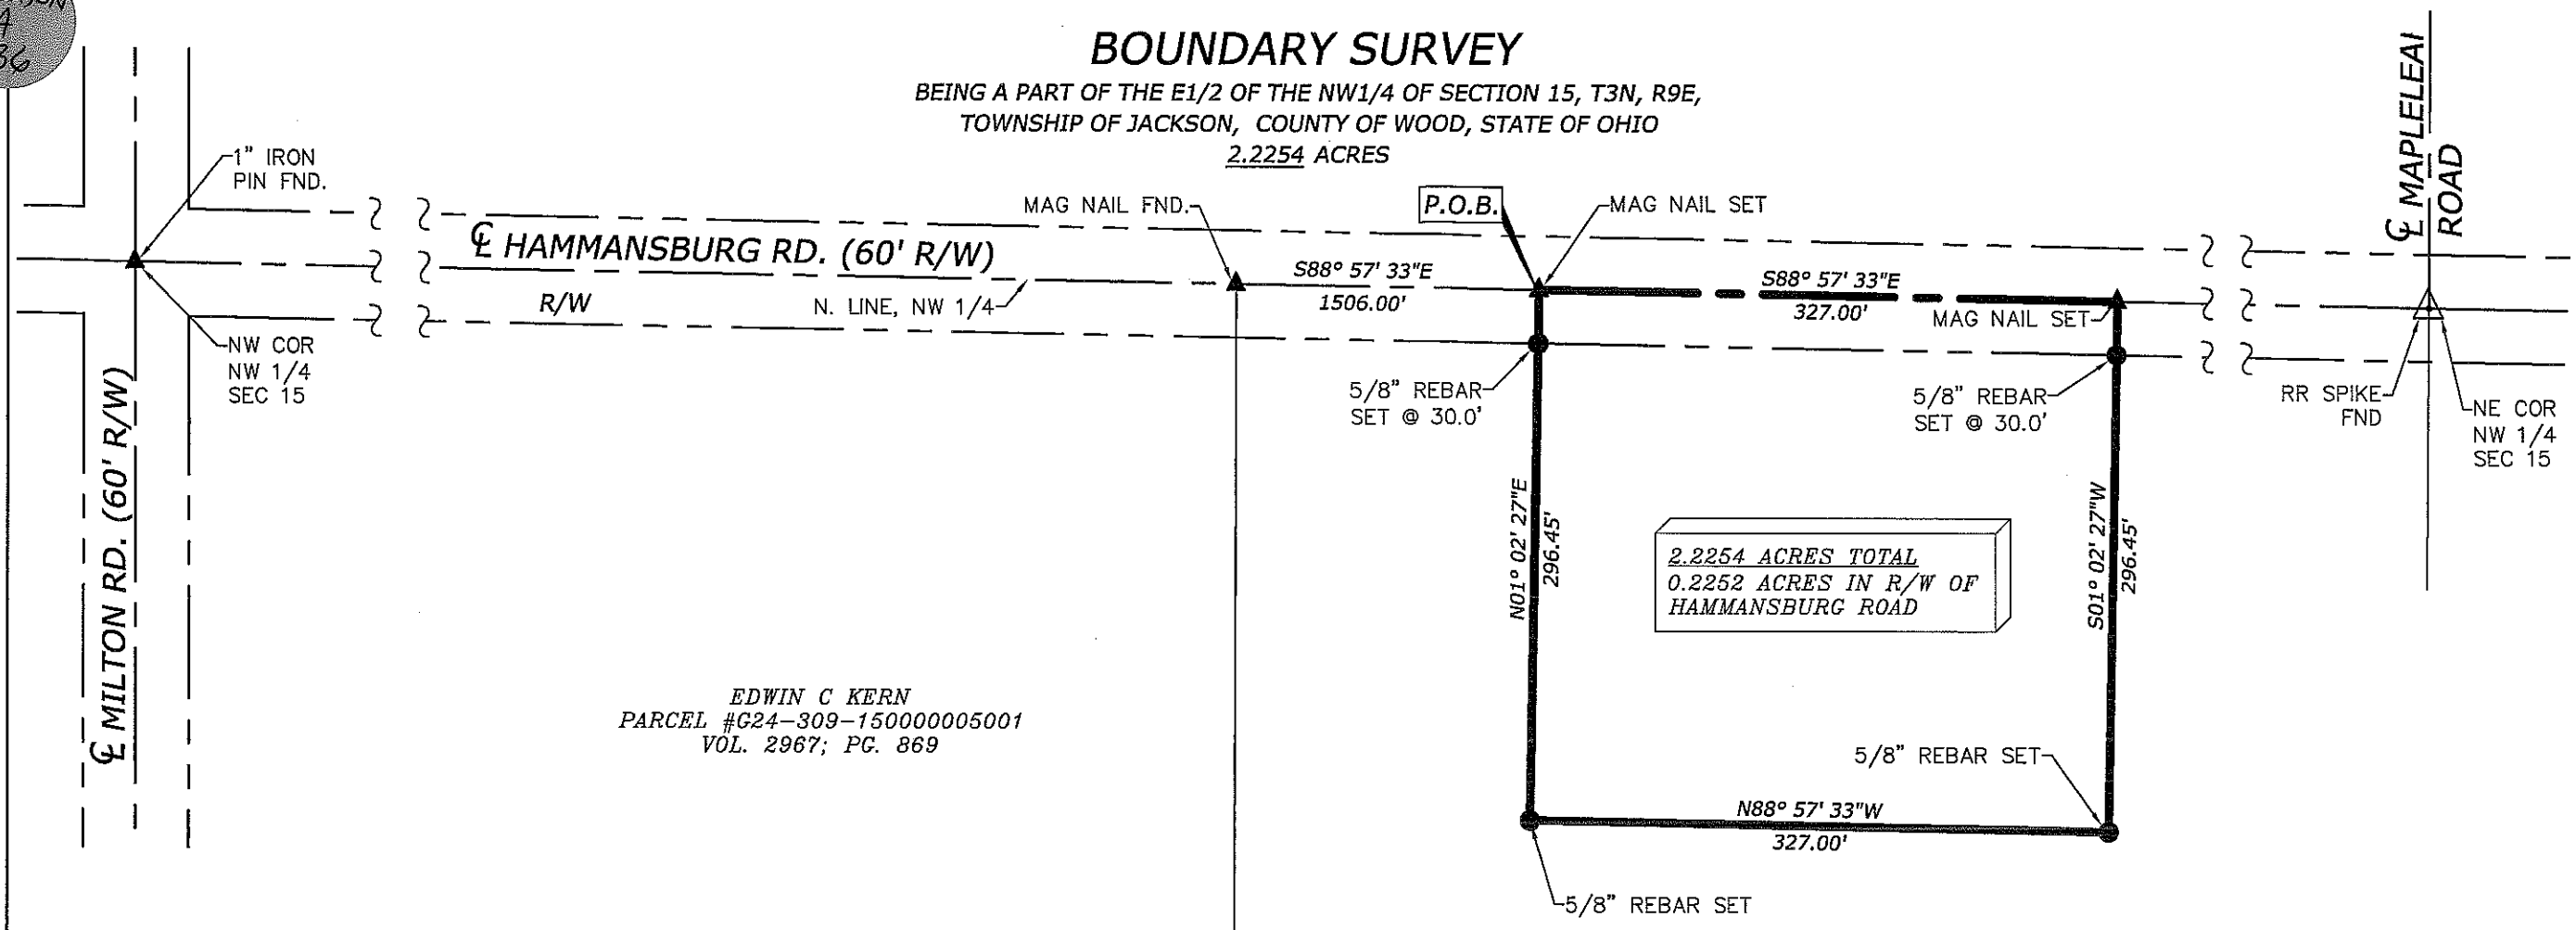 BOUNDARY SURVEY
BEING A PART OF THE E1/2 OF THE NW1/4 OF SECTION 15, T3N, R9E,
TOWNSHIP OF JACKSON, COUNTY OF WOOD, STATE OF OHIO
2.2254 ACRES
1" IRON
PIN FND.
NW COR
NW 1/4
SEC 15
℄ MILTON RD. (60' R/W)
℄ HAMMANSBURG RD. (60' R/W)
R/W
N. LINE, NW 1/4
MAG NAIL FND.
S88° 57' 33"E
1506.00'
P.O.B.
MAG NAIL SET
S88° 57' 33"E
327.00'
MAG NAIL SET
5/8" REBAR
SET @ 30.0'
5/8" REBAR
SET @ 30.0'
℄ MAPLELEAI
ROAD
RR SPIKE
FND
NE COR
NW 1/4
SEC 15
N01° 02' 27"E
296.45'
2.2254 ACRES TOTAL
0.2252 ACRES IN R/W OF
HAMMANSBURG ROAD
S01° 02' 27"W
296.45'
EDWIN C KERN
PARCEL #G24-309-150000005001
VOL. 2967; PG. 869
5/8" REBAR SET
N88° 57' 33"W
327.00'
5/8" REBAR SET